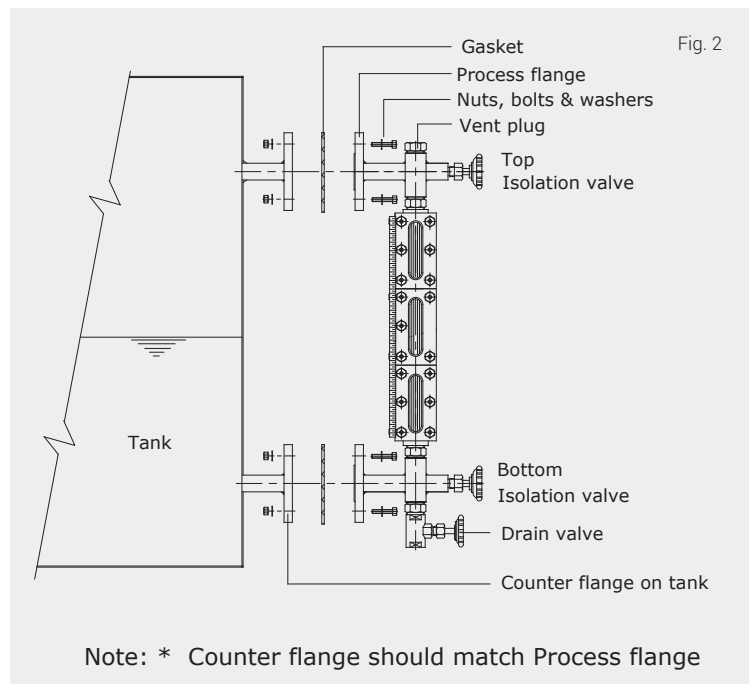 Gasket
Fig. 2
Process flange
Nuts, bolts & washers
Vent plug
Top
Isolation valve
Tank
Bottom
Isolation valve
Drain valve
Counter flange on tank
Note: * Counter flange should match Process flange